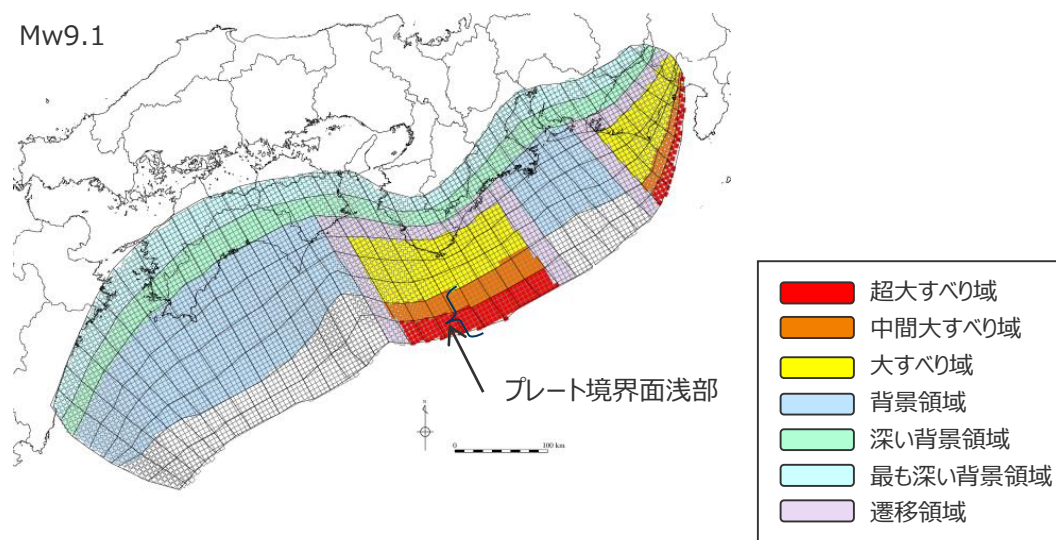 Mw9.1
プレート境界面浅部
N
0 100 km
超大すべり域
中間大すべり域
大すべり域
背景領域
深い背景領域
最も深い背景領域
遷移領域